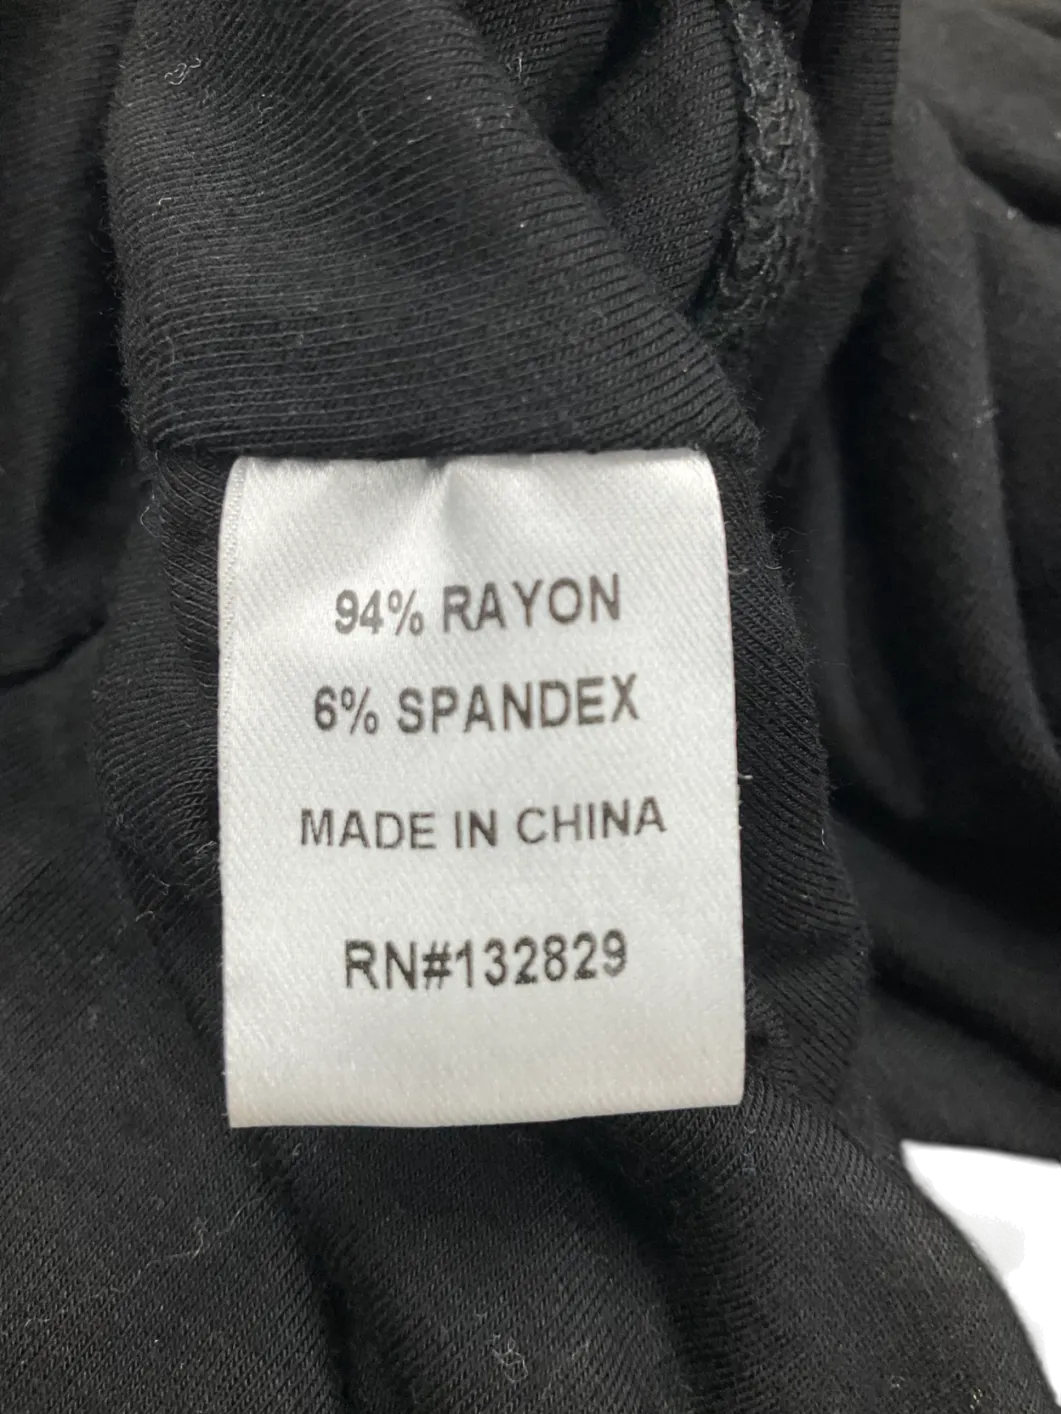 94% RAYON
6% SPANDEX
MADE IN CHINA
RN#132829